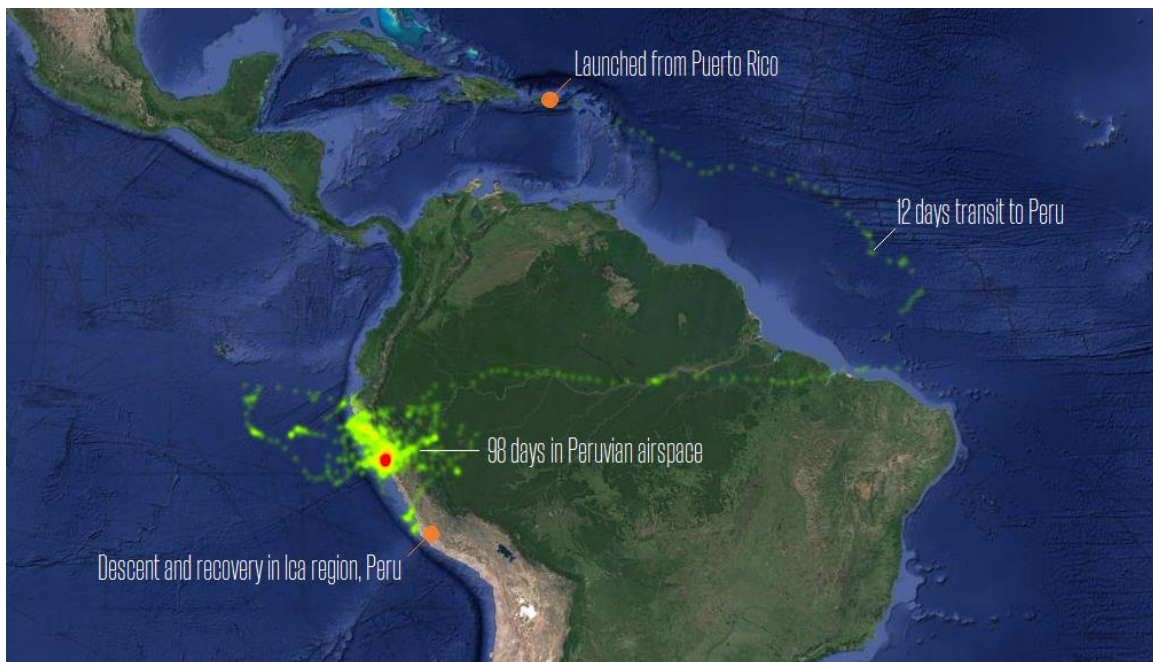 Launched from Puerto Rico
12 days transit to Peru
98 days in Peruvian airspace
Descent and recovery in Ica region, Peru